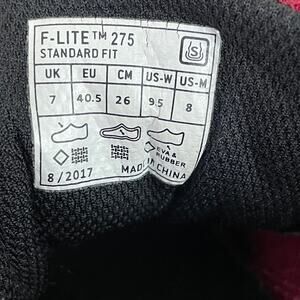 F-LITE™ 275
STANDARD FIT
UK EU CM US-W US-M
7 40.5 26 9.5 8
EVA &
RUBBER
8/2017 MADE IN CHINA